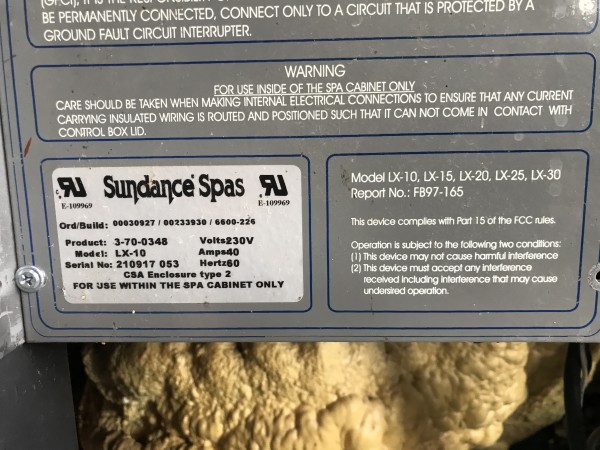 (GFCI), IT IS THE
BE PERMANENTLY CONNECTED, CONNECT ONLY TO A CIRCUIT THAT IS PROTECTED BY A
GROUND FAULT CIRCUIT INTERRUPTER.
WARNING
FOR USE INSIDE OF THE SPA CABINET ONLY
CARE SHOULD BE TAKEN WHEN MAKING INTERNAL ELECTRICAL CONNECTIONS TO ENSURE THAT ANY CURRENT
CARRYING INSULATED WIRING IS ROUTED AND POSITIONED SUCH THAT IT CAN NOT COME IN CONTACT WITH
CONTROL BOX LID.
Sundance Spas
E-109969 E-109969
Ord/Build: 00030927 / 00233930 / 6600-226
Product: 3-70-0348 Volts230V
Model: LX-10 Amps40
Serial No: 210917 053 Hertz60
CSA Enclosure type 2
FOR USE WITHIN THE SPA CABINET ONLY
Model LX-10, LX-15, LX-20, LX-25, LX-30
Report No.: FB97-165
This device complies with Part 15 of the FCC rules.
Operation is subject to the following two conditions:
(1) This device may not cause harmful interference
(2) This device must accept any interference
received including interference that may cause
undersired operation.